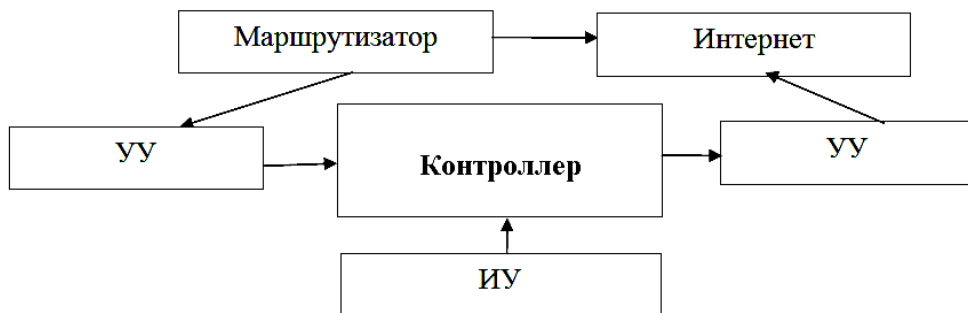 Маршрутизатор
Интернет
УУ
Контроллер
УУ
ИУ